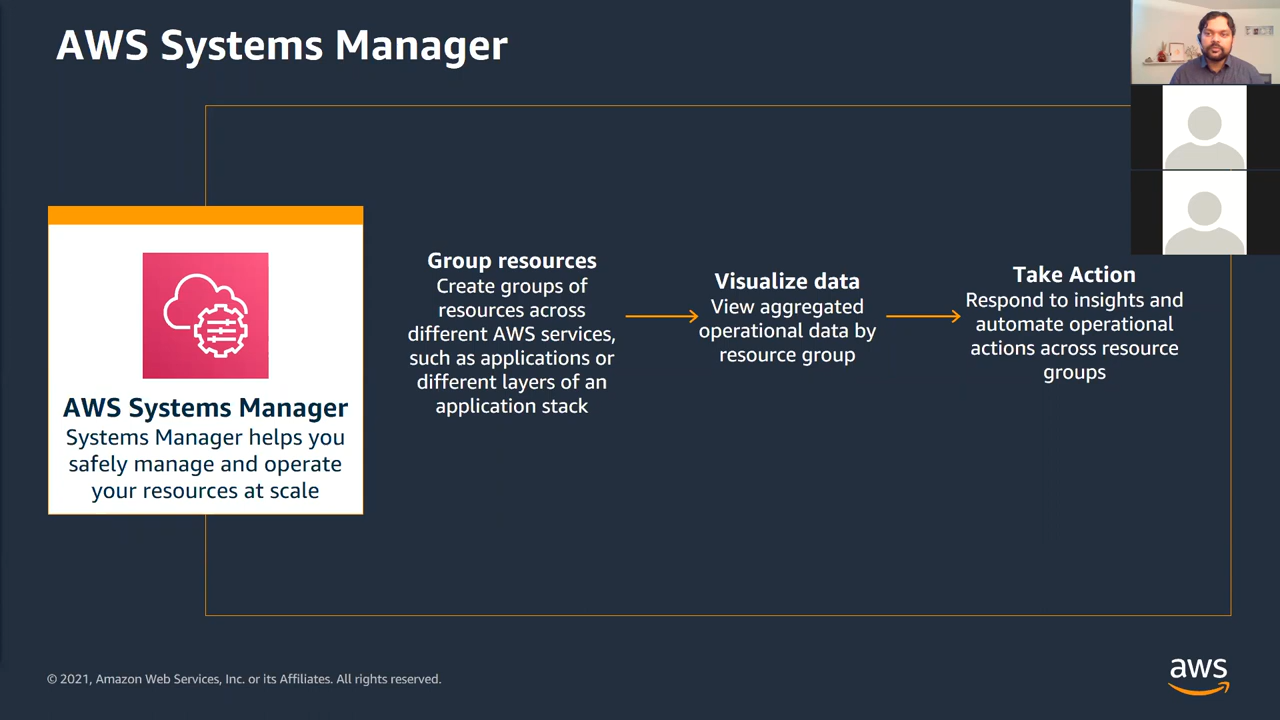 AWS Systems Manager
AWS Systems Manager
Systems Manager helps you
safely manage and operate
your resources at scale
Group resources
Create groups of
resources across
different AWS services,
such as applications or
different layers of an
application stack
Visualize data
View aggregated
operational data by
resource group
Take Action
Respond to insights and
automate operational
actions across resource
groups
© 2021, Amazon Web Services, Inc. or its Affiliates. All rights reserved.
aws